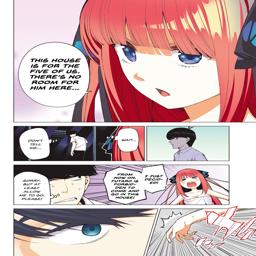 THIS HOUSE
IS FOR THE
FIVE OF US.
THERE'S NO
ROOM FOR
HIM HERE...
DON'T
TELL
ME...
WAIT...
SORRY,
BUT AT
LEAST
ALLOW ME
TO GO,
PLEASE!
FROM
NOW ON,
FUTARO IS
FORBID-
DEN TO
COME AND
GO IN THIS
HOUSE!
I JUST
DECID-
ED!